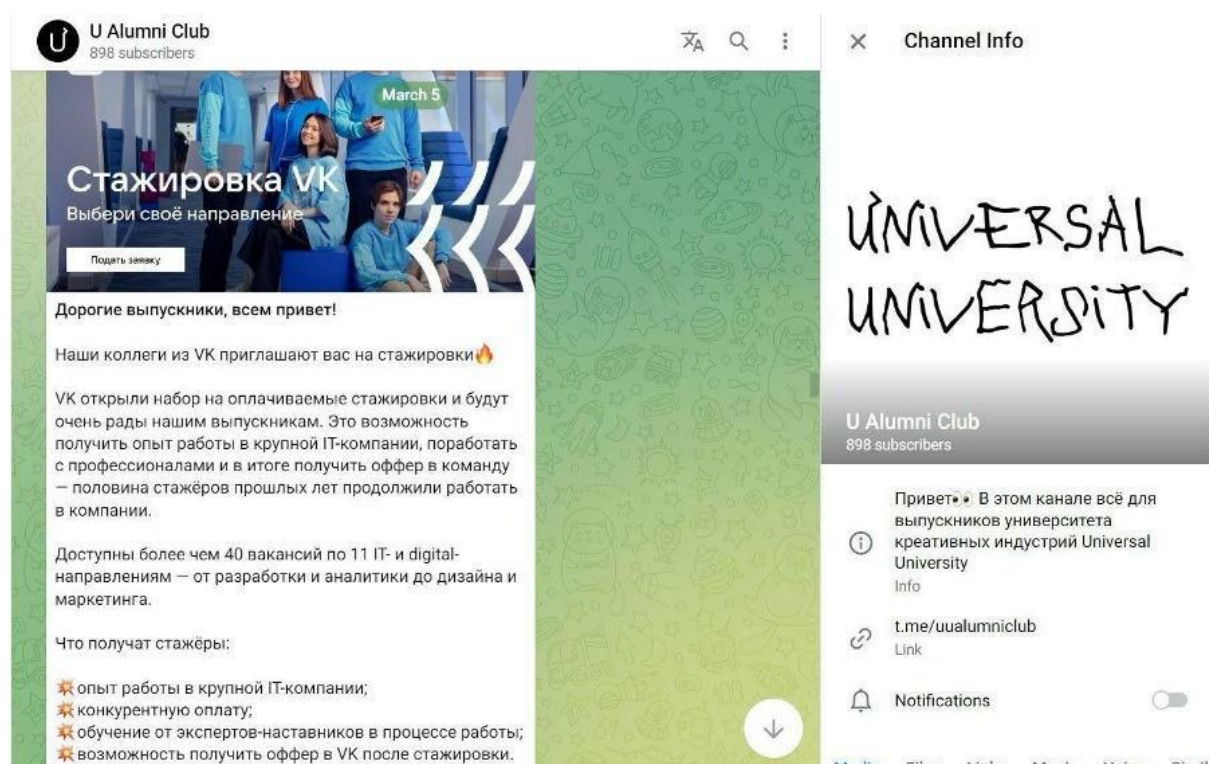 U Alumni Club
898 subscribers
March 5
Стажировка VK
Выбери своё направление
Подать заявку
Дорогие выпускники, всем привет!
Наши коллеги из VK приглашают вас на стажировки🔥
VK открыли набор на оплачиваемые стажировки и будут
очень рады нашим выпускникам. Это возможность
получить опыт работы в крупной IT-компании, поработать
с профессионалами и в итоге получить оффер в команду
— половина стажёров прошлых лет продолжили работать
в компании.
Доступны более чем 40 вакансий по 11 IT- и digital-
направлениям — от разработки и аналитики до дизайна и
маркетинга.
Что получат стажёры:
💥опыт работы в крупной IT-компании;
💥конкурентную оплату;
💥обучение от экспертов-наставников в процессе работы;
💥возможность получить оффер в VK после стажировки.
Channel Info
UNIVERSAL
UNIVERSITY
U Alumni Club
898 subscribers
Привет👀 В этом канале всё для
выпускников университета
креативных индустрий Universal
University
Info
t.me/uualumniclub
Link
Notifications